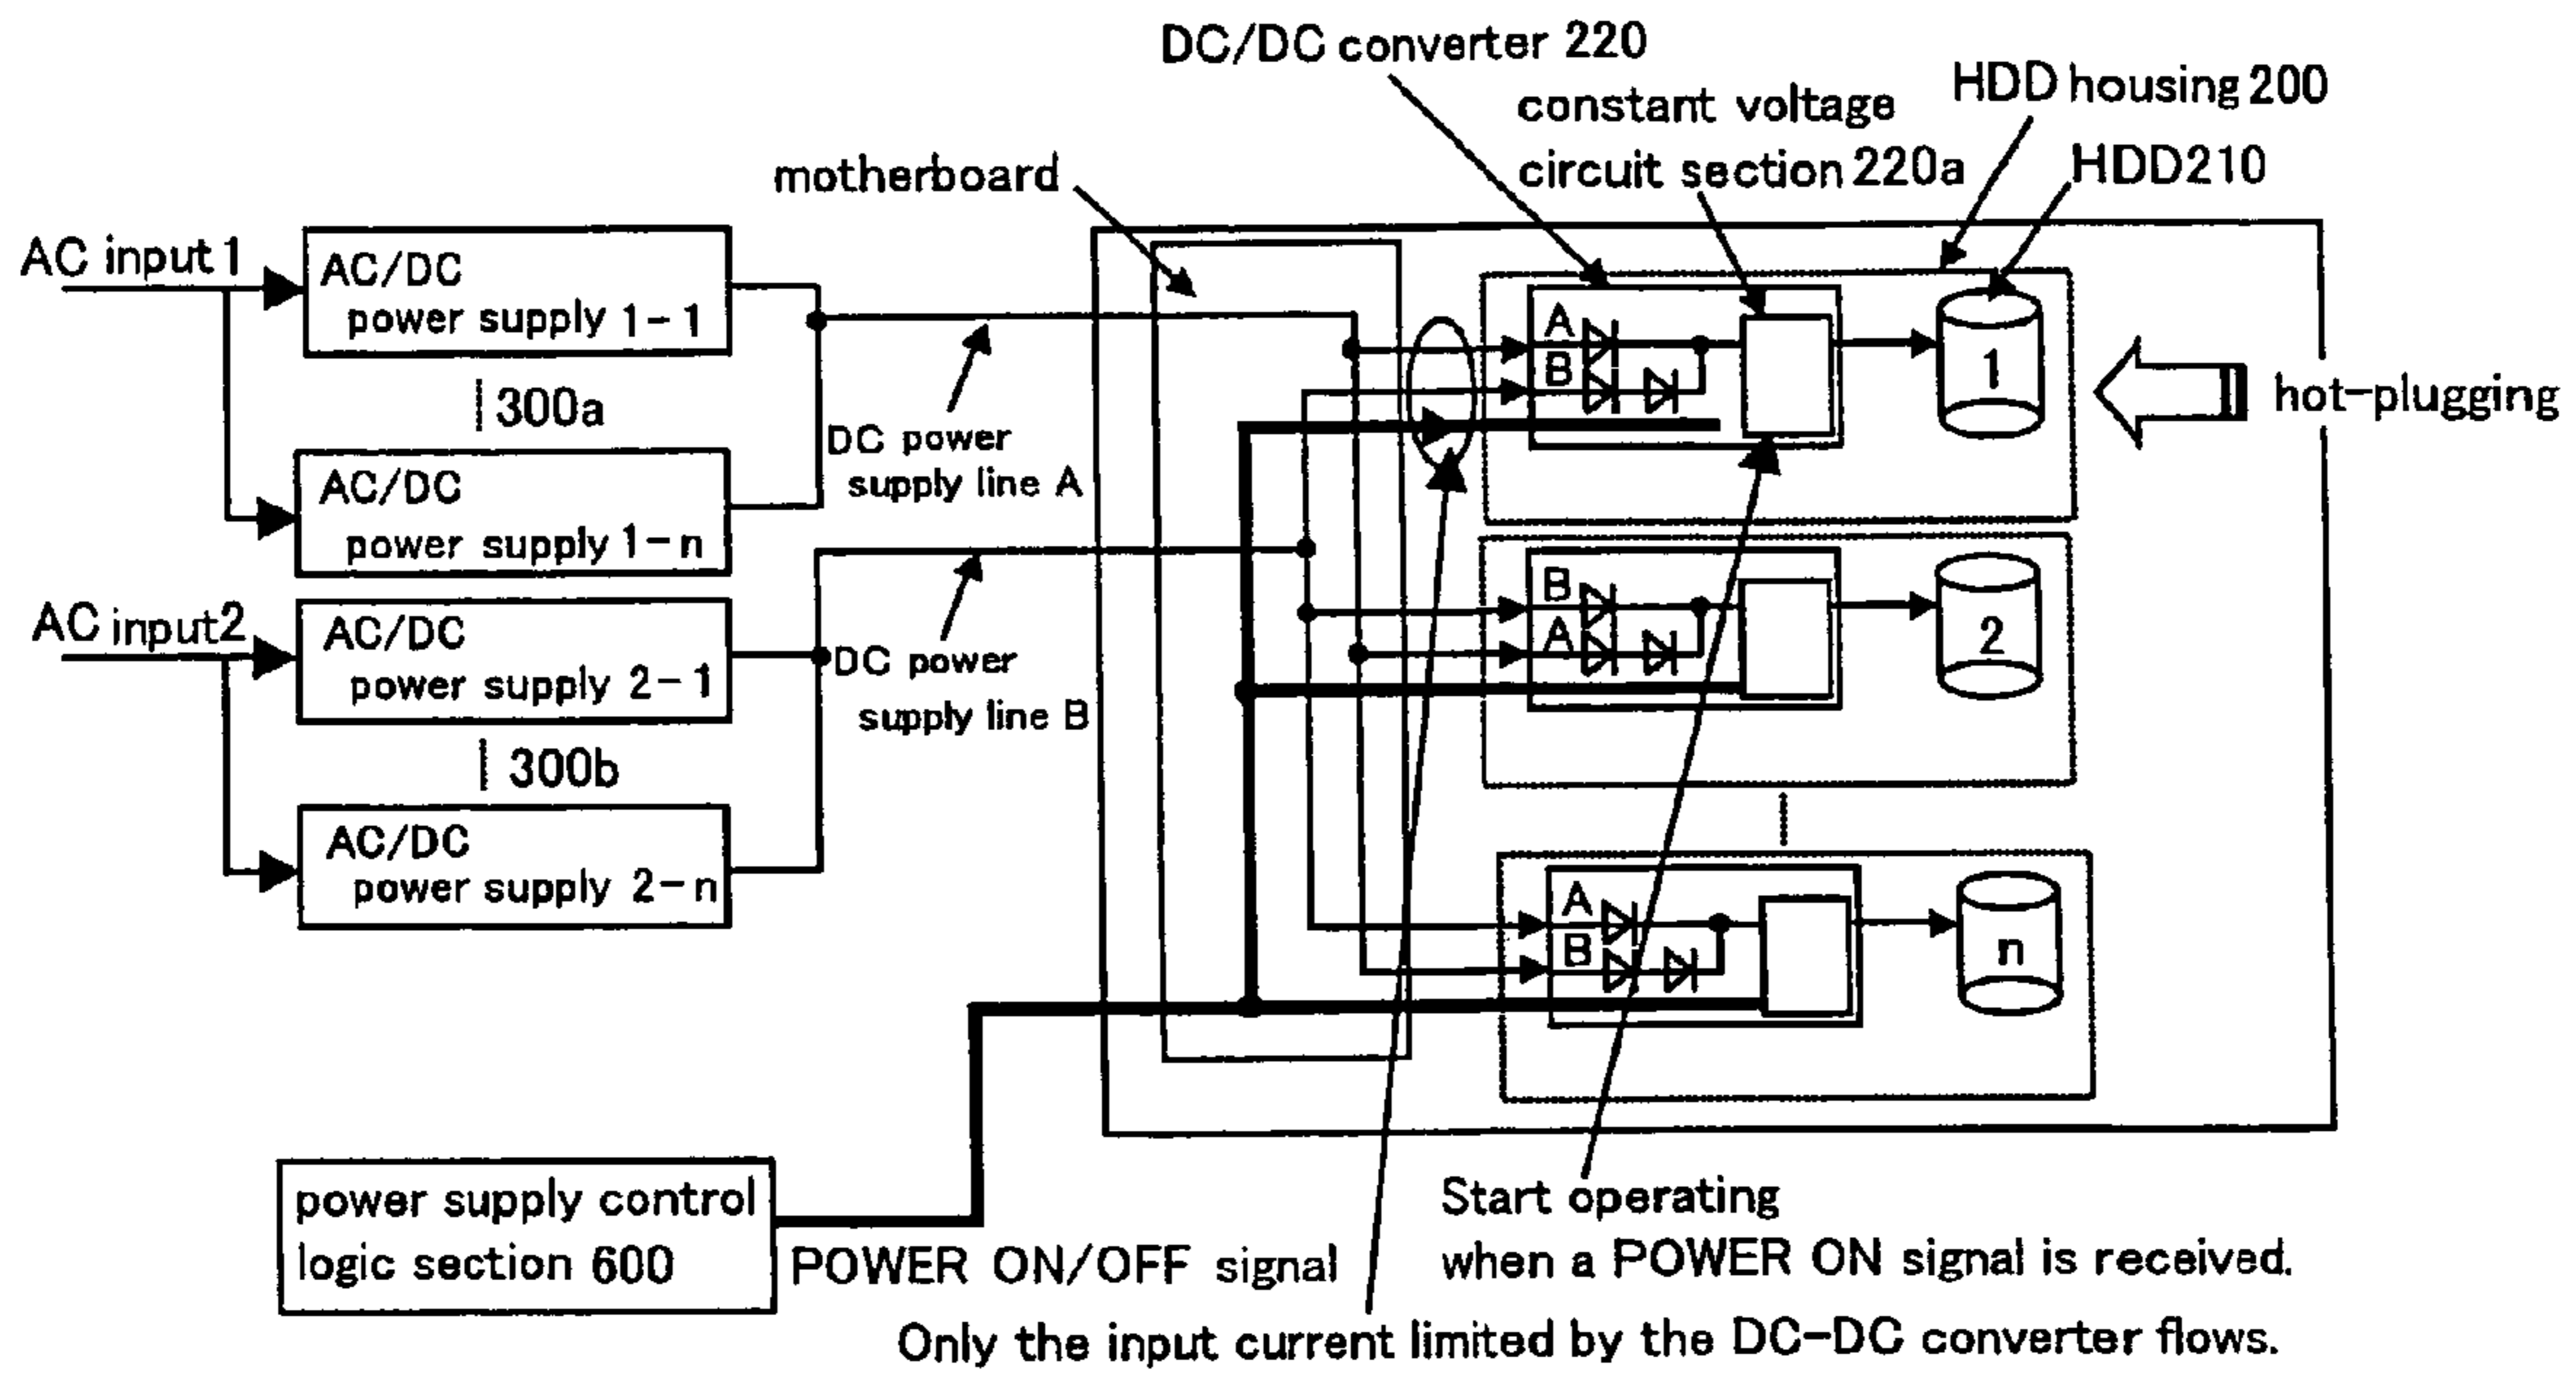 DC/DC converter 220
constant voltage
circuit section 220a
HDD housing 200
HDD210
motherboard
AC input1
AC/DC
power supply 1-1
300a
AC/DC
power supply 1-n
DC power
supply line A
AC input2
AC/DC
power supply 2-1
300b
AC/DC
power supply 2-n
DC power
supply line B
A
B
1
hot-plugging
B
A
2
A
B
n
power supply control
logic section 600
POWER ON/OFF signal
Start operating
when a POWER ON signal is received.
Only the input current limited by the DC-DC converter flows.